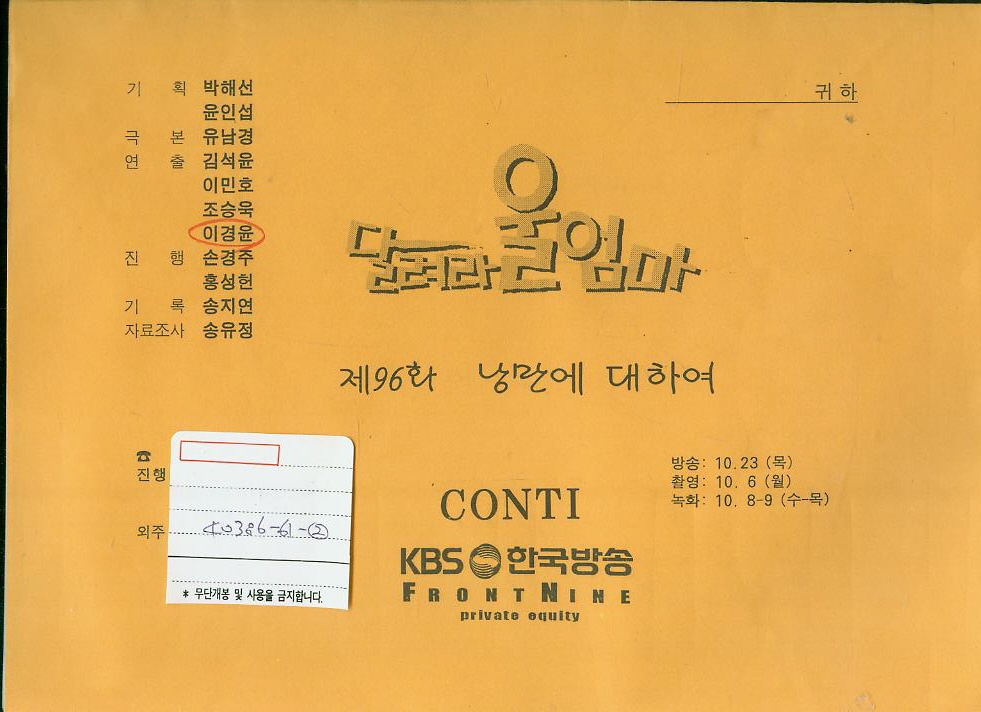 귀하
기 획 박해선
윤인섭
극 본 유남경
연 출 김석윤
이민호
조승욱
이경윤
진 행 손경주
홍성헌
기 록 송지연
자료조사 송유정
달려라 울엄마
제96화 낭만에 대하여
☎
진행
외주
* 무단개봉 및 사용을 금지합니다.
방송: 10.23 (목)
촬영: 10. 6 (월)
녹화: 10. 8-9 (수-목)
CONTI
KBS 한국방송
FRONTNINE
private equity